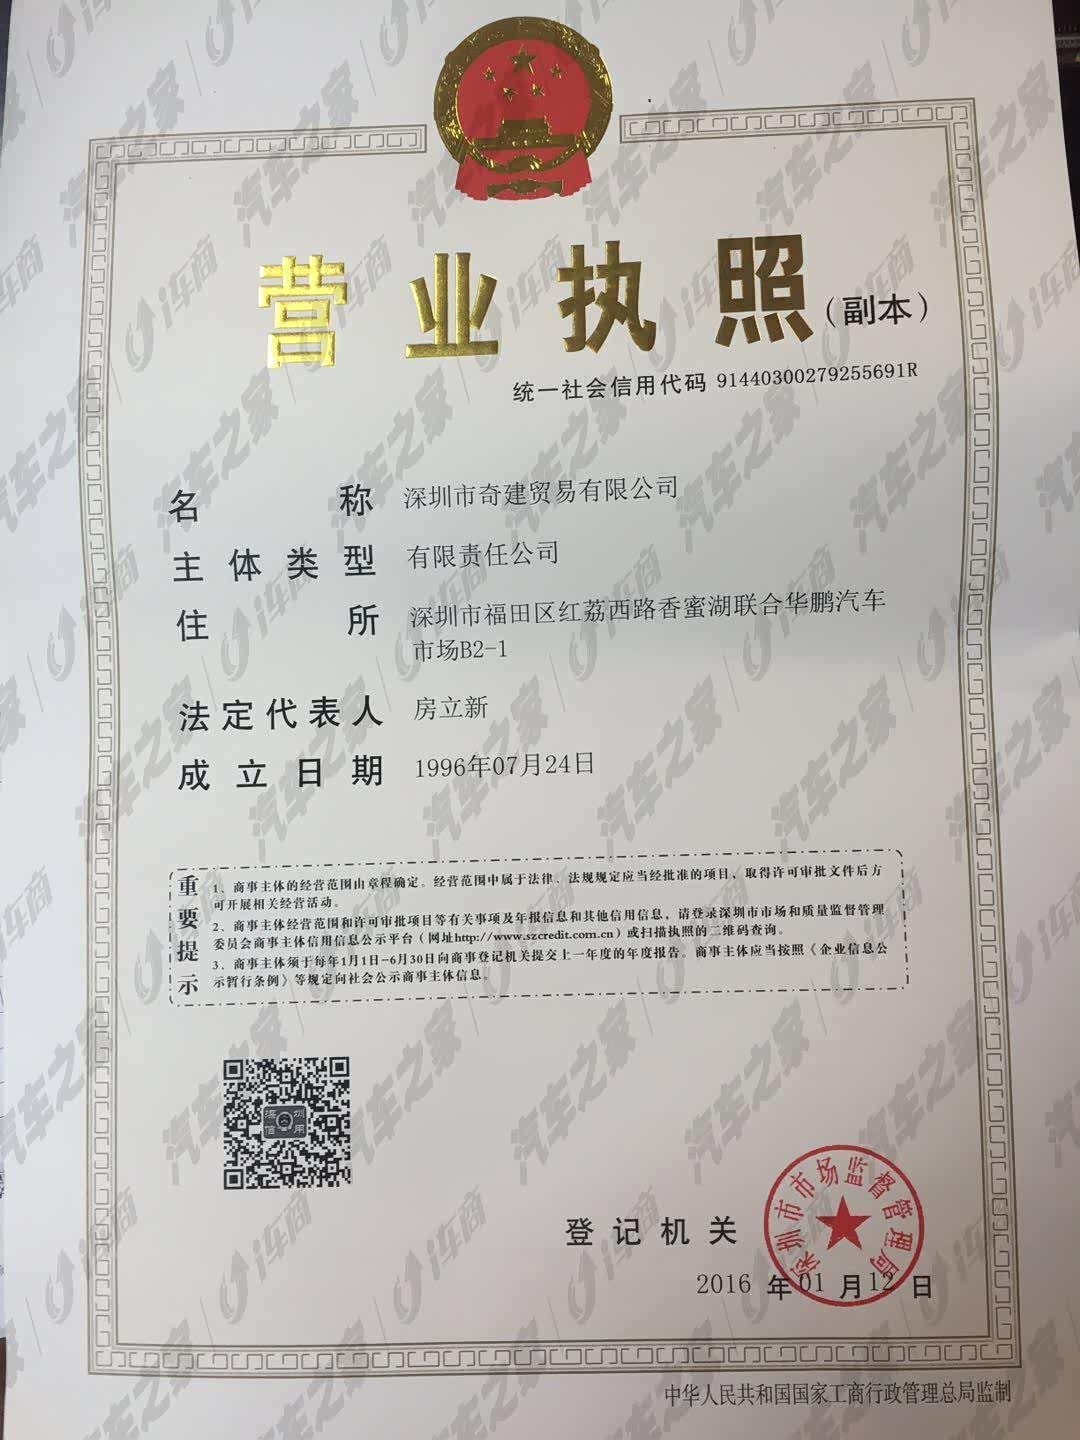 营业执照(副本)
统一社会信用代码 91440300279255691R
名称 深圳市奇建贸易有限公司
主体类型 有限责任公司
住所 深圳市福田区红荔西路香蜜湖联合华鹏汽车
市场B2-1
法定代表人 房立新
成立日期 1996年07月24日
重要提示
1、商事主体的经营范围由章程确定。经营范围中属于法律、法规规定应当经批准的项目，取得许可审批文件后方
可开展相关经营活动。
2、商事主体经营范围和许可审批项目等有关事项及年报信息和其他信用信息，请登录深圳市市场和质量监督管理
委员会商事主体信用信息公示平台（网址http://www.szcredit.com.cn）或扫描执照的二维码查询。
3、商事主体须于每年1月1日-6月30日向商事登记机关提交上一年度的年度报告。商事主体应当按照《企业信息公
示暂行条例》等规定向社会公示商事主体信息。
深圳信用
登记机关
深圳市市场监督管理局
2016年01月12日
中华人民共和国国家工商行政管理总局监制
汽车之家
i车商